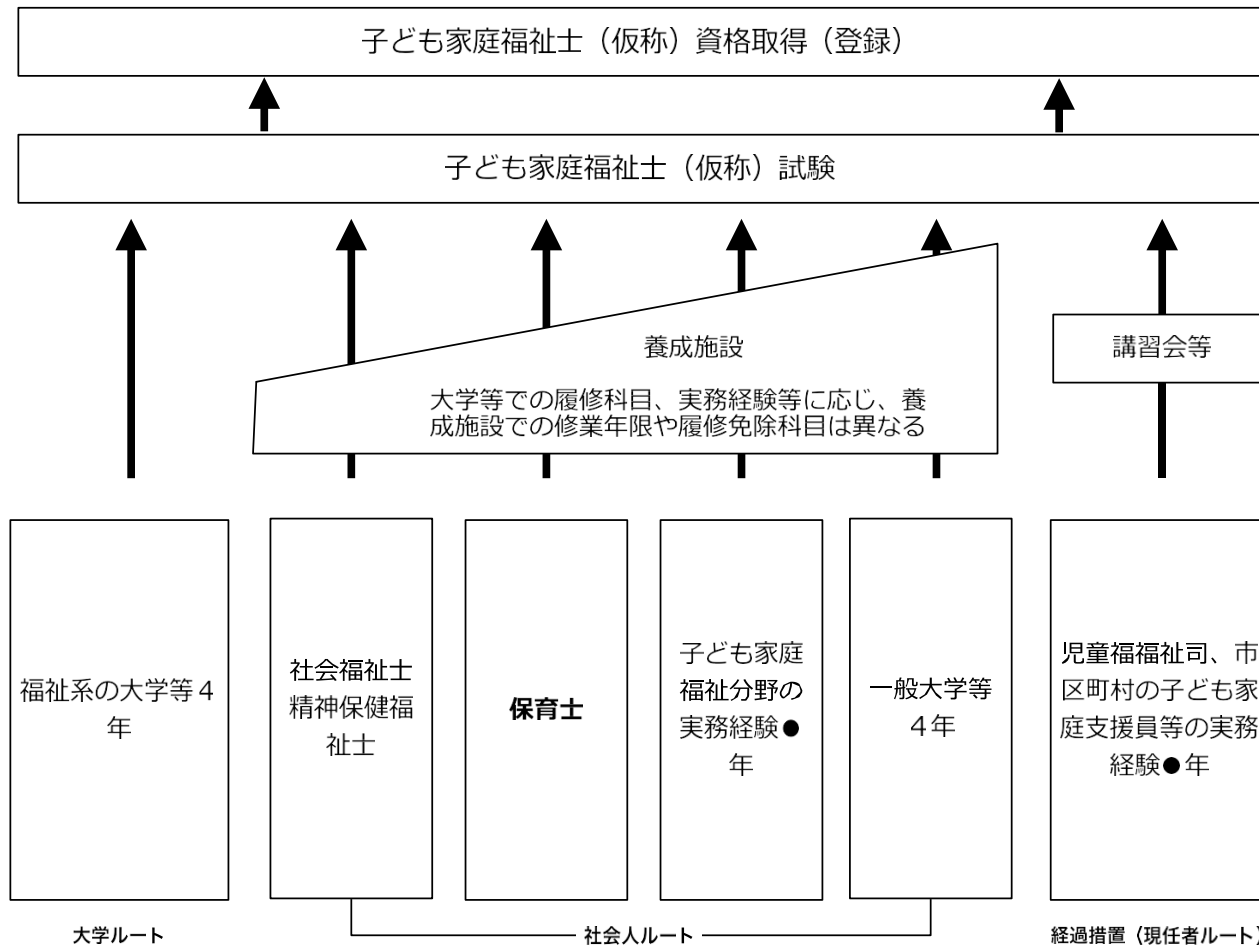 子ども家庭福祉士（仮称）資格取得（登録）
子ども家庭福祉士（仮称）試験
養成施設
大学等での履修科目、実務経験等に応じ、養
成施設での修業年限や履修免除科目は異なる
講習会等
福祉系の大学等４
年
社会福祉士
精神保健福
祉士
保育士
子ども家庭
福祉分野の
実務経験●
年
一般大学等
４年
児童福福祉司、市
区町村の子ども家
庭支援員等の実務
経験●年
大学ルート
社会人ルート
経過措置（現任者ルート）